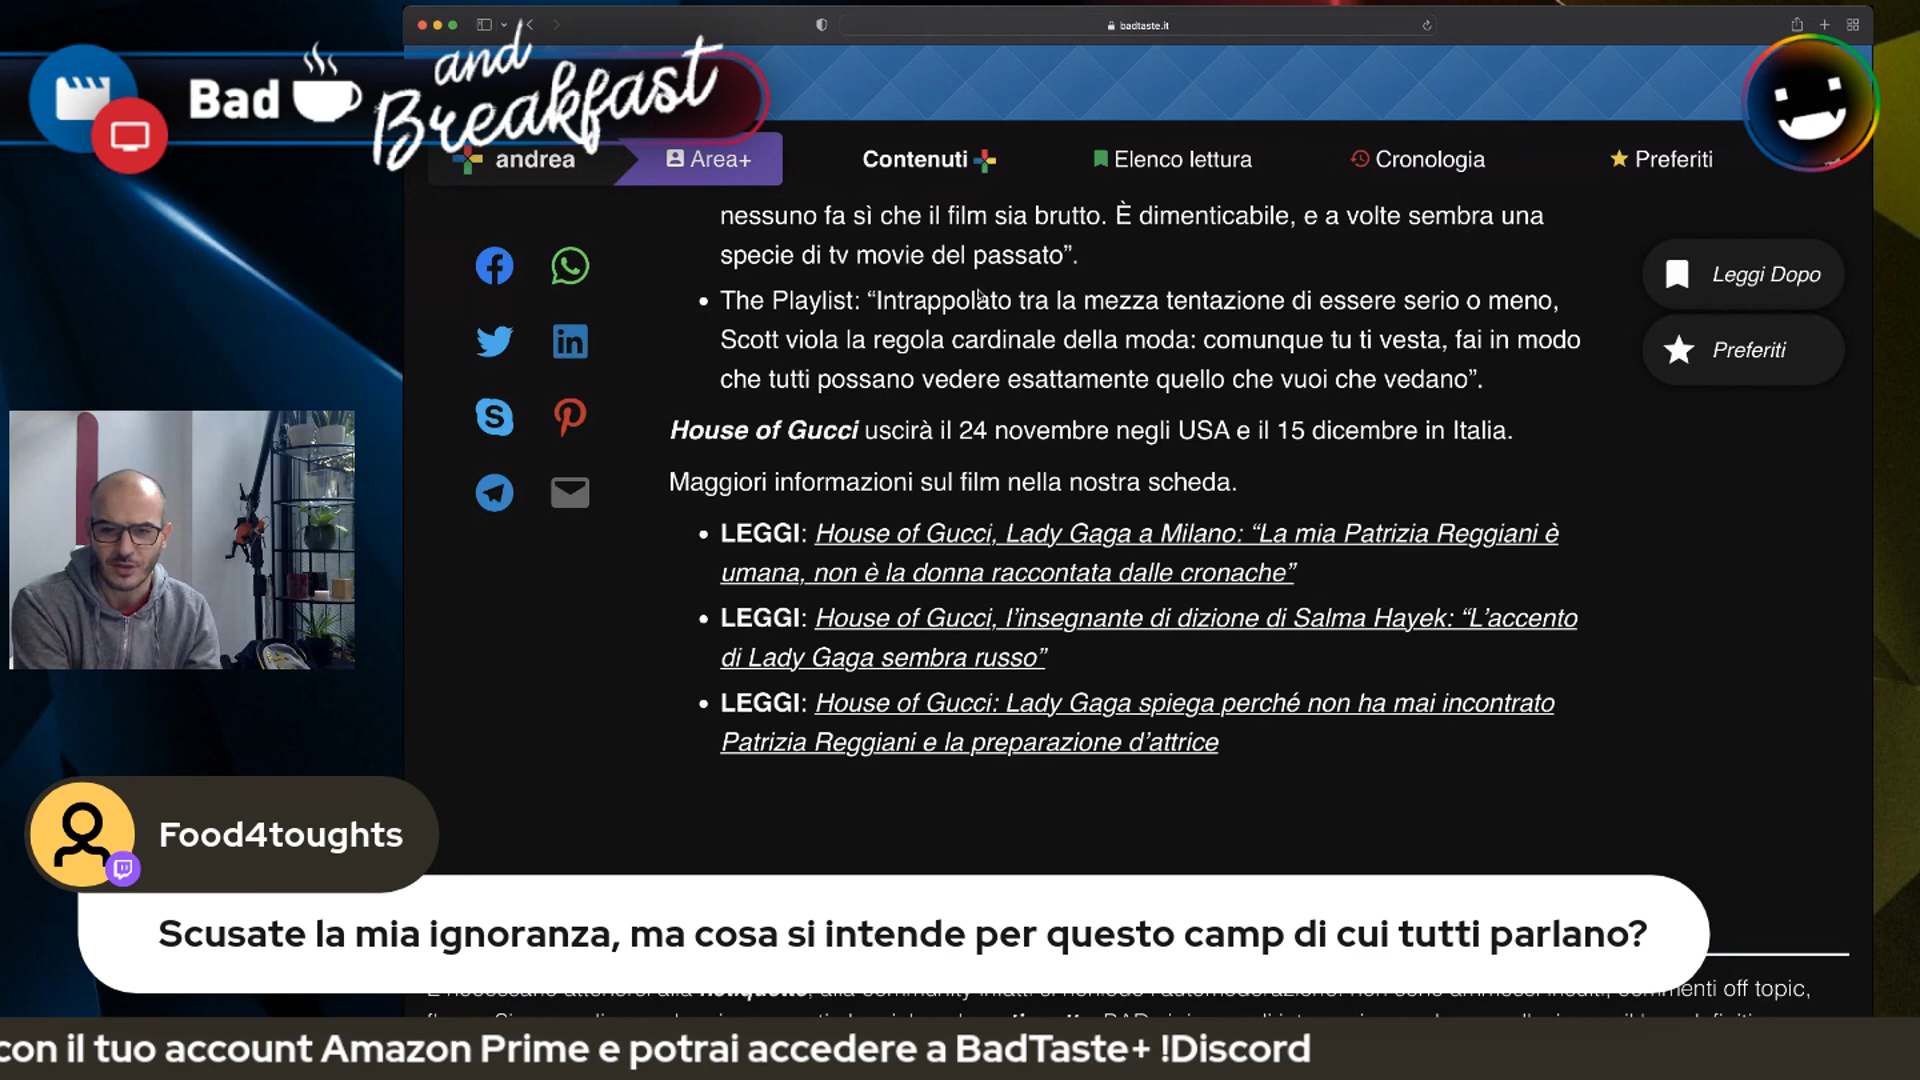 badtaste.it
Bad and Breakfast
andrea
Area+
Contenuti
Elenco lettura
Cronologia
Preferiti
nessuno fa sì che il film sia brutto. È dimenticabile, e a volte sembra una
specie di tv movie del passato”.
• The Playlist: “Intrappolato tra la mezza tentazione di essere serio o meno,
Scott viola la regola cardinale della moda: comunque tu ti vesta, fai in modo
che tutti possano vedere esattamente quello che vuoi che vedano”.
Leggi Dopo
Preferiti
House of Gucci uscirà il 24 novembre negli USA e il 15 dicembre in Italia.
Maggiori informazioni sul film nella nostra scheda.
• LEGGI: House of Gucci, Lady Gaga a Milano: “La mia Patrizia Reggiani è
umana, non è la donna raccontata dalle cronache”
• LEGGI: House of Gucci, l’insegnante di dizione di Salma Hayek: “L’accento
di Lady Gaga sembra russo”
• LEGGI: House of Gucci: Lady Gaga spiega perché non ha mai incontrato
Patrizia Reggiani e la preparazione d’attrice
Food4toughts
Scusate la mia ignoranza, ma cosa si intende per questo camp di cui tutti parlano?
off topic,
con il tuo account Amazon Prime e potrai accedere a BadTaste+ !Discord